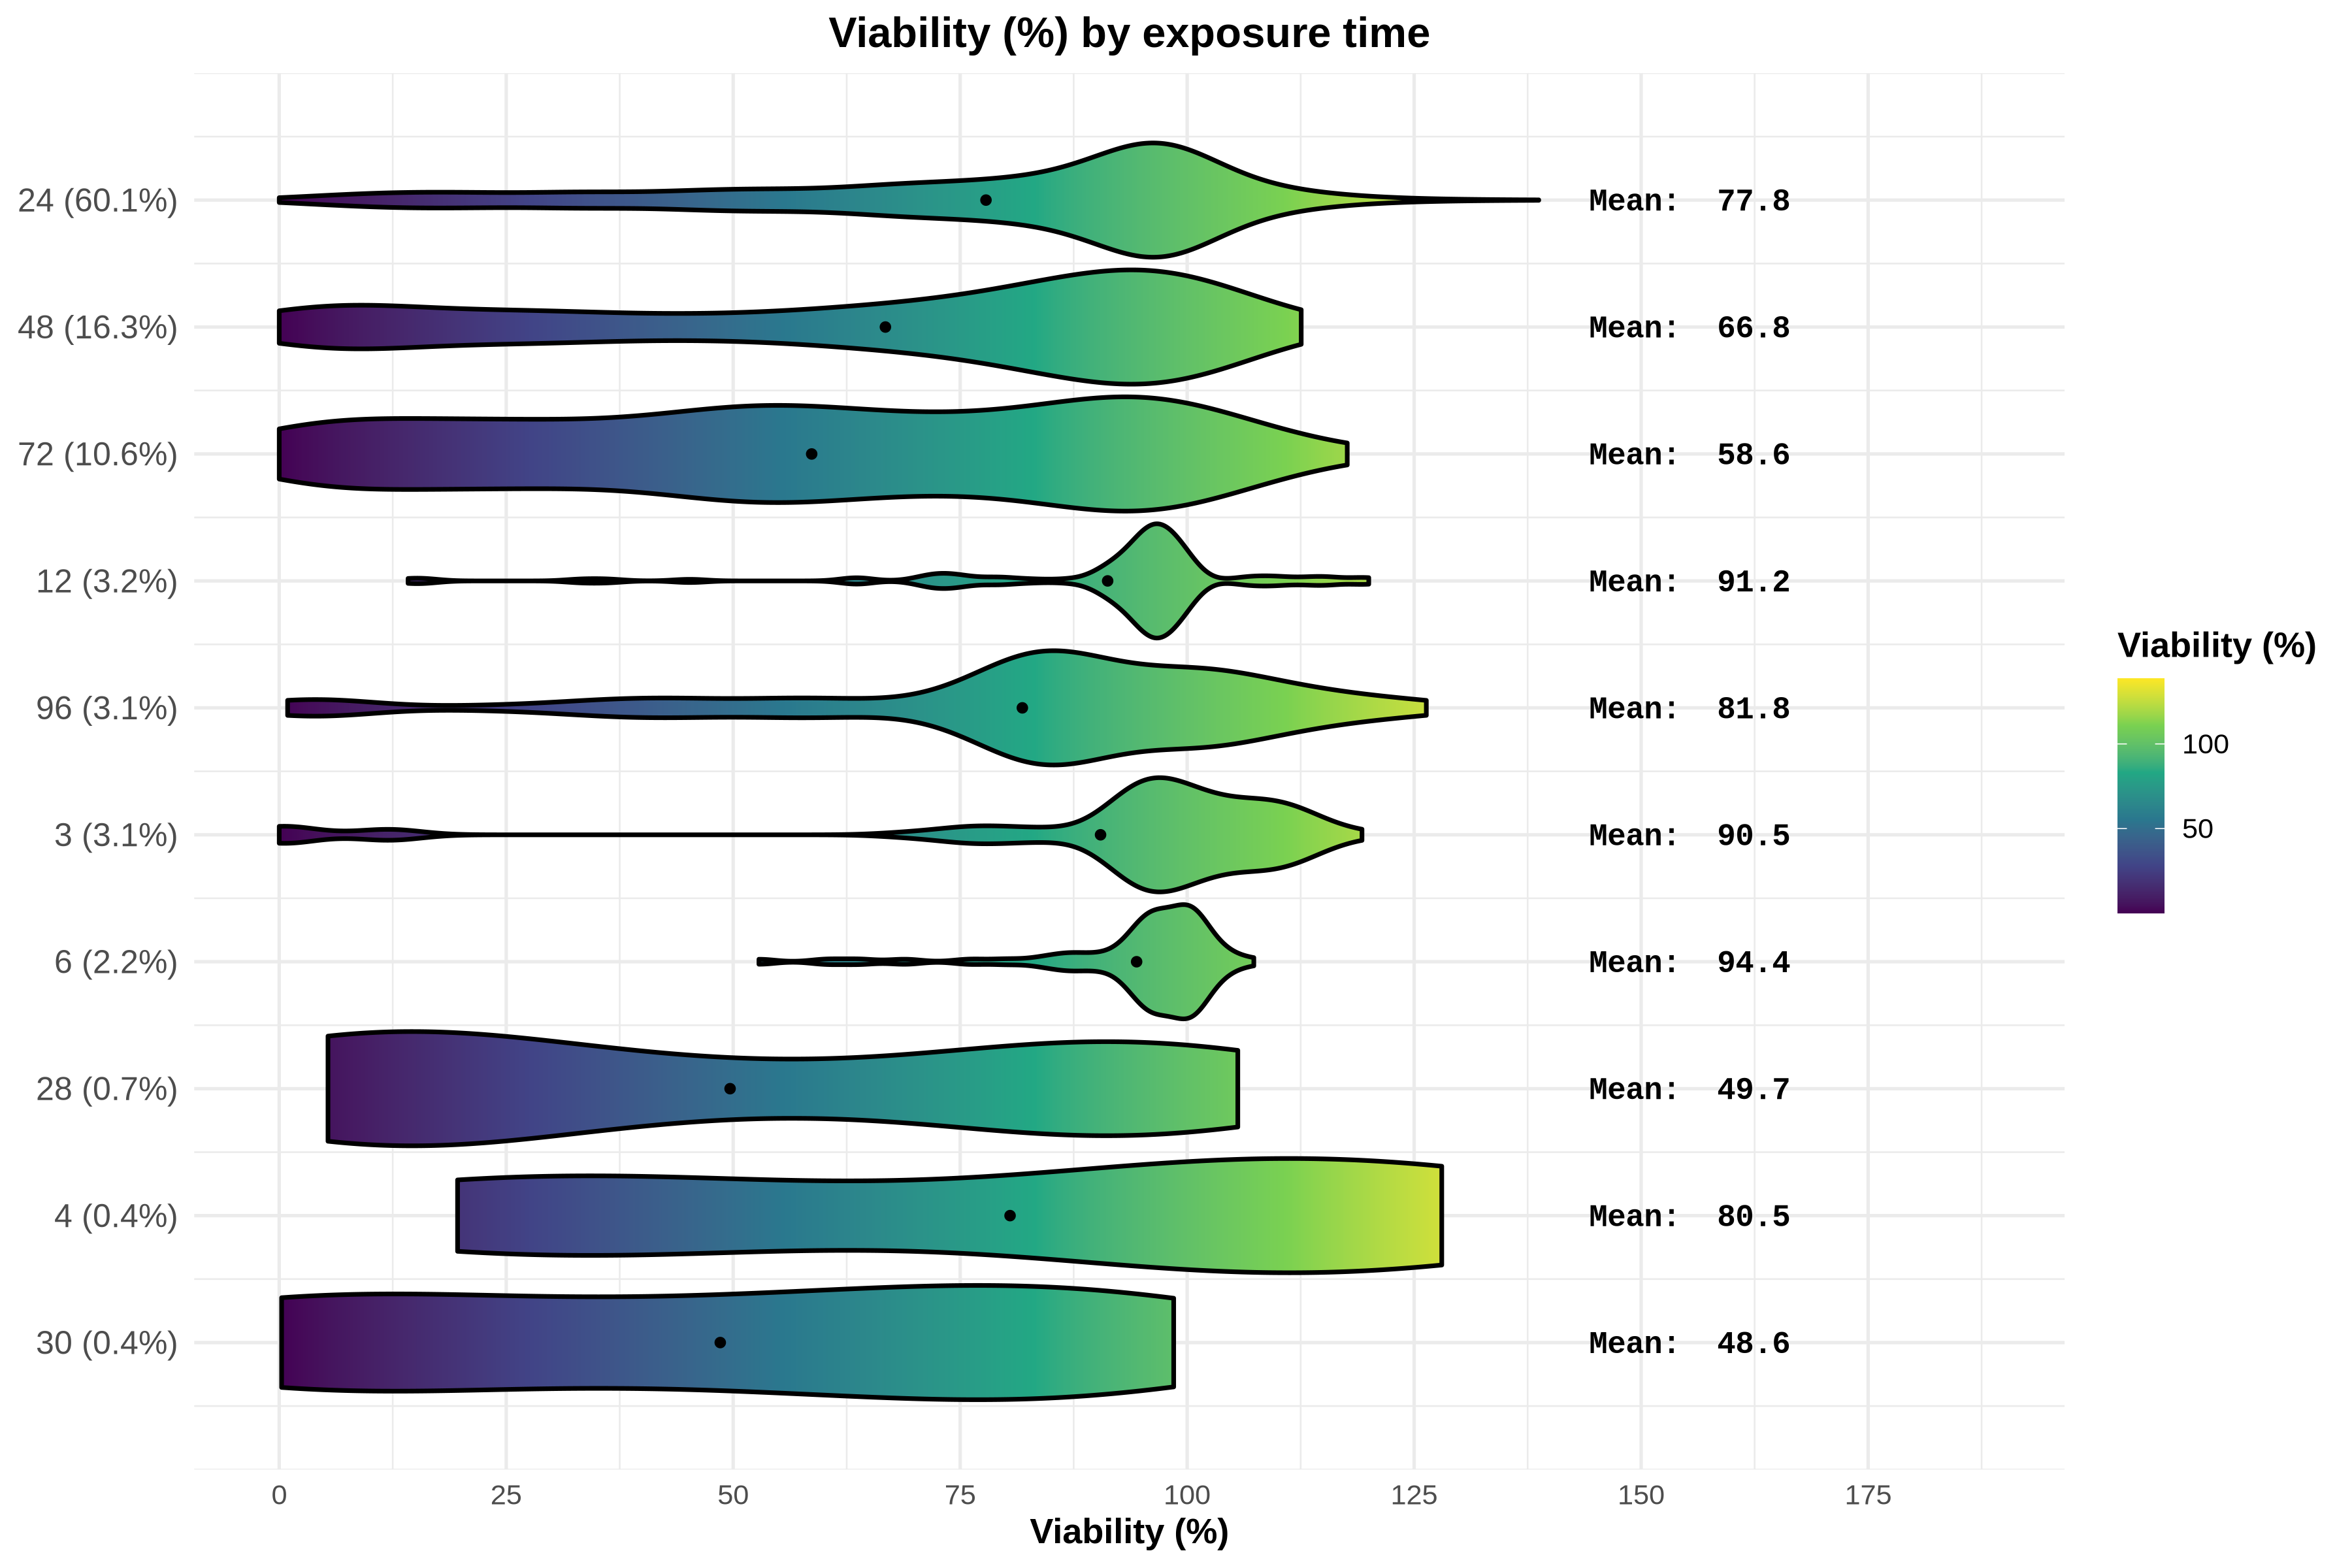 Viability (%) by exposure time
24 (60.1%) Mean: 77.8
48 (16.3%) Mean: 66.8
72 (10.6%) Mean: 58.6
12 (3.2%) Mean: 91.2
96 (3.1%) Mean: 81.8
3 (3.1%) Mean: 90.5
6 (2.2%) Mean: 94.4
28 (0.7%) Mean: 49.7
4 (0.4%) Mean: 80.5
30 (0.4%) Mean: 48.6
0 25 50 75 100 125 150 175
Viability (%)
Viability (%)
100
50